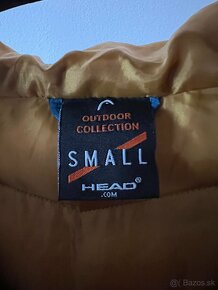 OUTDOOR
COLLECTION
SMALL
HEAD
.COM
Bazos.sk